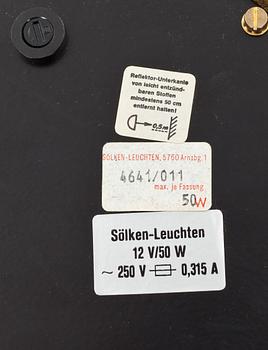 Reflektor-Unterkante
von leicht entzünd-
baren Stoffen
mindestens 50 cm
entfernt halten!
0,5 M
SÖLKEN-LEUCHTEN, 5760 Arnsbg. 1
4641/011
max. je Fassung
50W
Sölken-Leuchten
12 V/50 W
~ 250 V 0,315 A